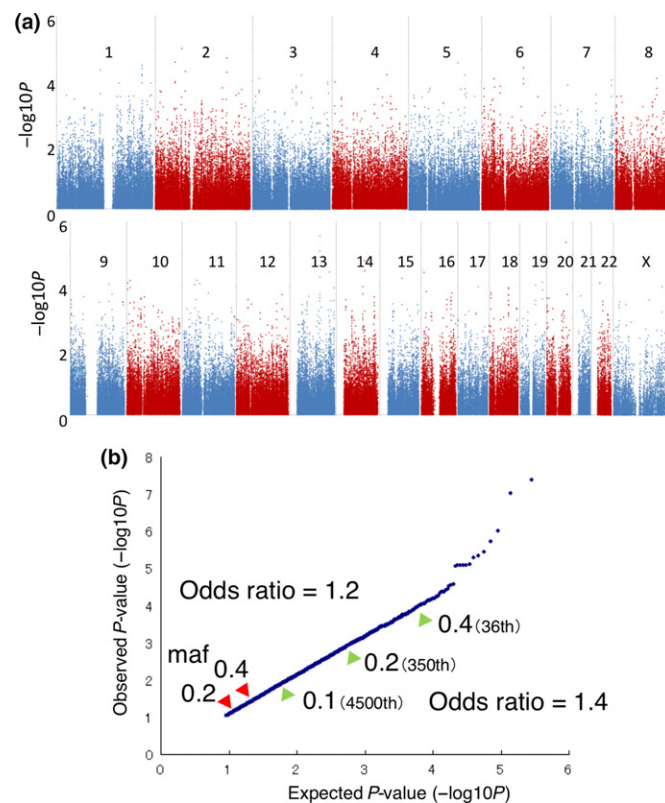 (a)
6
4
2
0
−log10P
1 2 3 4 5 6 7 8
6
4
2
0
−log10P
9 10 11 12 13 14 15 16 17 18 19 20 21 22 X
(b)
8
7
6
5
4
3
2
1
0
Observed P-value (−log10P)
Odds ratio = 1.2
maf
0.4
0.2
0.4 (36th)
0.2 (350th)
0.1 (4500th)
Odds ratio = 1.4
0 1 2 3 4 5 6
Expected P-value (−log10P)